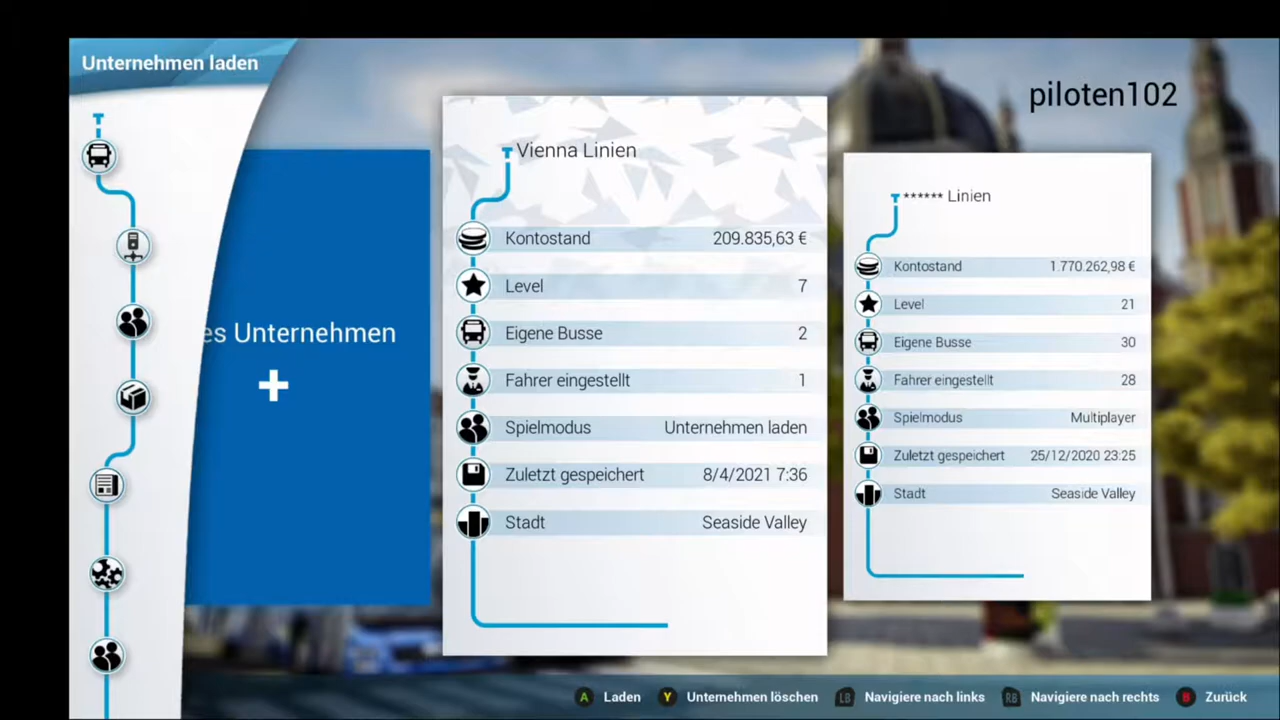 Unternehmen laden
piloten102
es Unternehmen
Vienna Linien
Kontostand 209.835,63 €
Level 7
Eigene Busse 2
Fahrer eingestellt 1
Spielmodus Unternehmen laden
Zuletzt gespeichert 8/4/2021 7:36
Stadt Seaside Valley
****** Linien
Kontostand 1.770.262,98 €
Level 21
Eigene Busse 30
Fahrer eingestellt 28
Spielmodus Multiplayer
Zuletzt gespeichert 25/12/2020 23:25
Stadt Seaside Valley
A Laden Y Unternehmen löschen LB Navigiere nach links RB Navigiere nach rechts B Zurück